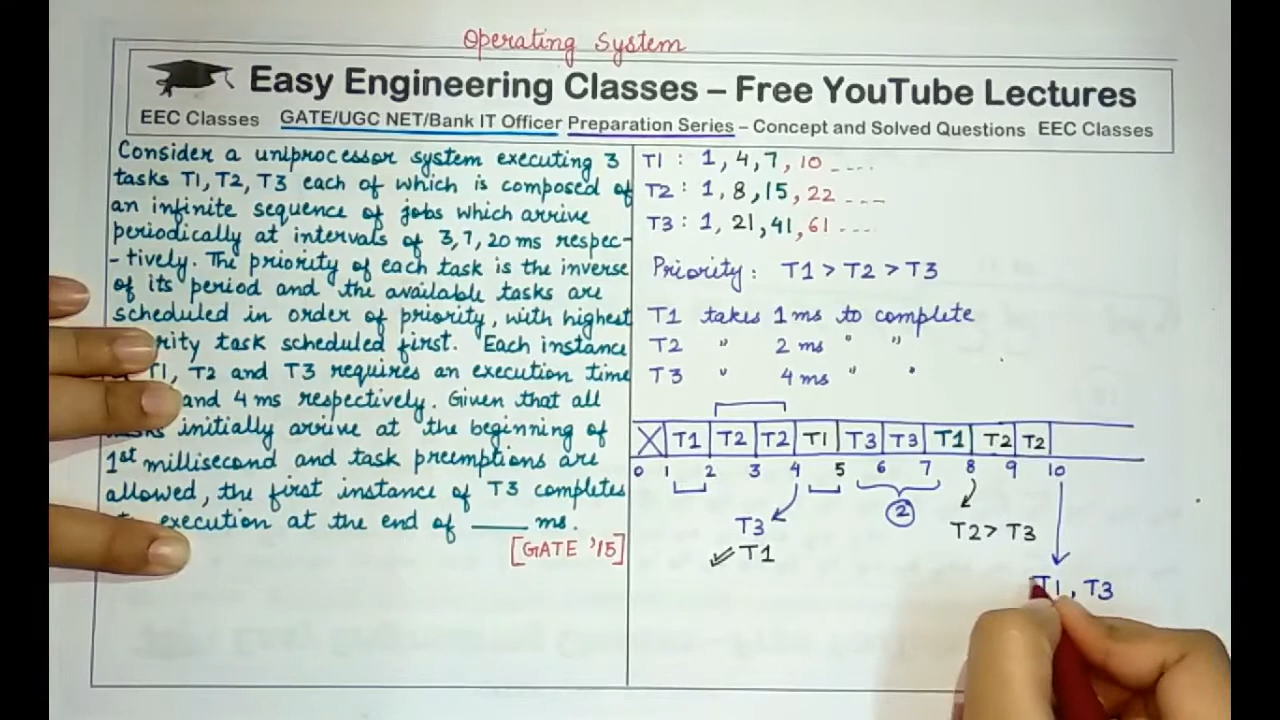 Operating System
Easy Engineering Classes – Free YouTube Lectures
EEC Classes GATE/UGC NET/Bank IT Officer Preparation Series – Concept and Solved Questions EEC Classes
Consider a uniprocessor system executing 3
tasks T1, T2, T3 each of which is composed of
an infinite sequence of jobs which arrive
periodically at intervals of 3, 7, 20 ms respec-
-tively. The priority of each task is the inverse
of its period and the available tasks are
scheduled in order of priority, with highest
rity task scheduled first. Each instance
T1, T2 and T3 requires an execution time
and 4 ms respectively. Given that all
initially arrive at the beginning of
1st millisecond and task preemptions are
allowed, the first instance of T3 completes
execution at the end of ____ ms.
[GATE '15]
T1 : 1, 4, 7, 10 ....
T2 : 1, 8, 15, 22 ....
T3 : 1, 21, 41, 61 ....
Priority : T1 > T2 > T3
T1 takes 1 ms to complete
T2 " 2 ms " "
T3 " 4 ms " "
X T1 T2 T2 T1 T3 T3 T1 T2 T2
0 1 2 3 4 5 6 7 8 9 10
T3
✓ T1
2
T2 > T3
T1, T3